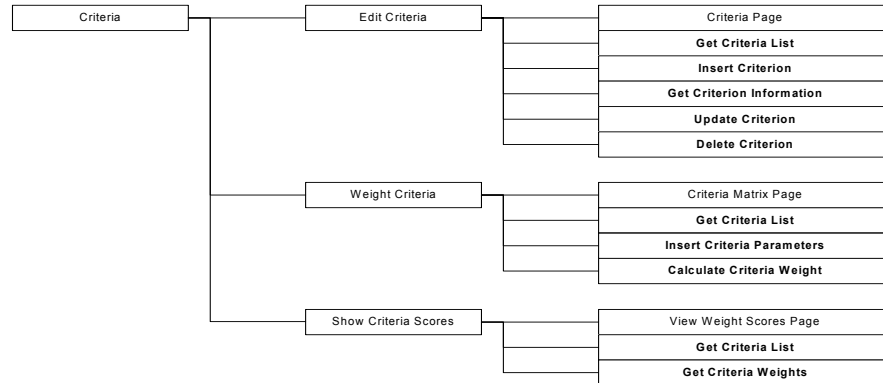 Criteria
Edit Criteria
Criteria Page
Get Criteria List
Insert Criterion
Get Criterion Information
Update Criterion
Delete Criterion
Weight Criteria
Criteria Matrix Page
Get Criteria List
Insert Criteria Parameters
Calculate Criteria Weight
Show Criteria Scores
View Weight Scores Page
Get Criteria List
Get Criteria Weights